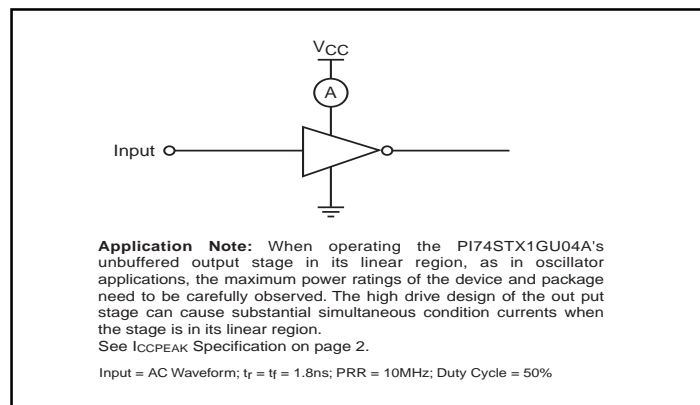 VCC
A
Input
Application Note: When operating the PI74STX1GU04A's
unbuffered output stage in its linear region, as in oscillator
applications, the maximum power ratings of the device and package
need to be carefully observed. The high drive design of the out put
stage can cause substantial simultaneous condition currents when
the stage is in its linear region.
See ICCPEAK Specification on page 2.
Input = AC Waveform; tr = tf = 1.8ns; PRR = 10MHz; Duty Cycle = 50%